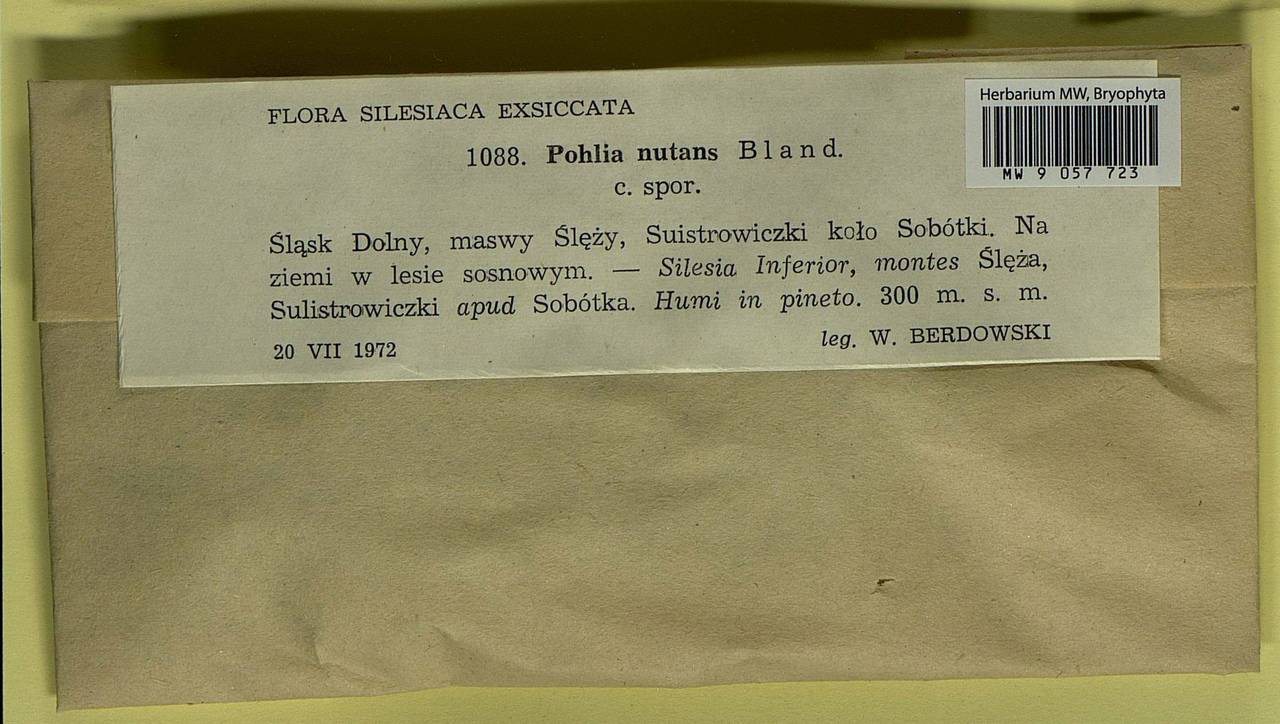 FLORA SILESIACA EXSICCATA
Herbarium MW, Bryophyta
MW 9 057 723
1088. Pohlia nutans Bland.
c. spor.
Śląsk Dolny, maswy Ślęży, Suistrowiczki koło Sobótki. Na
ziemi w lesie sosnowym. — Silesia Inferior, montes Ślęża,
Sulistrowiczki apud Sobótka. Humi in pineto. 300 m. s. m.
20 VII 1972 leg. W. BERDOWSKI